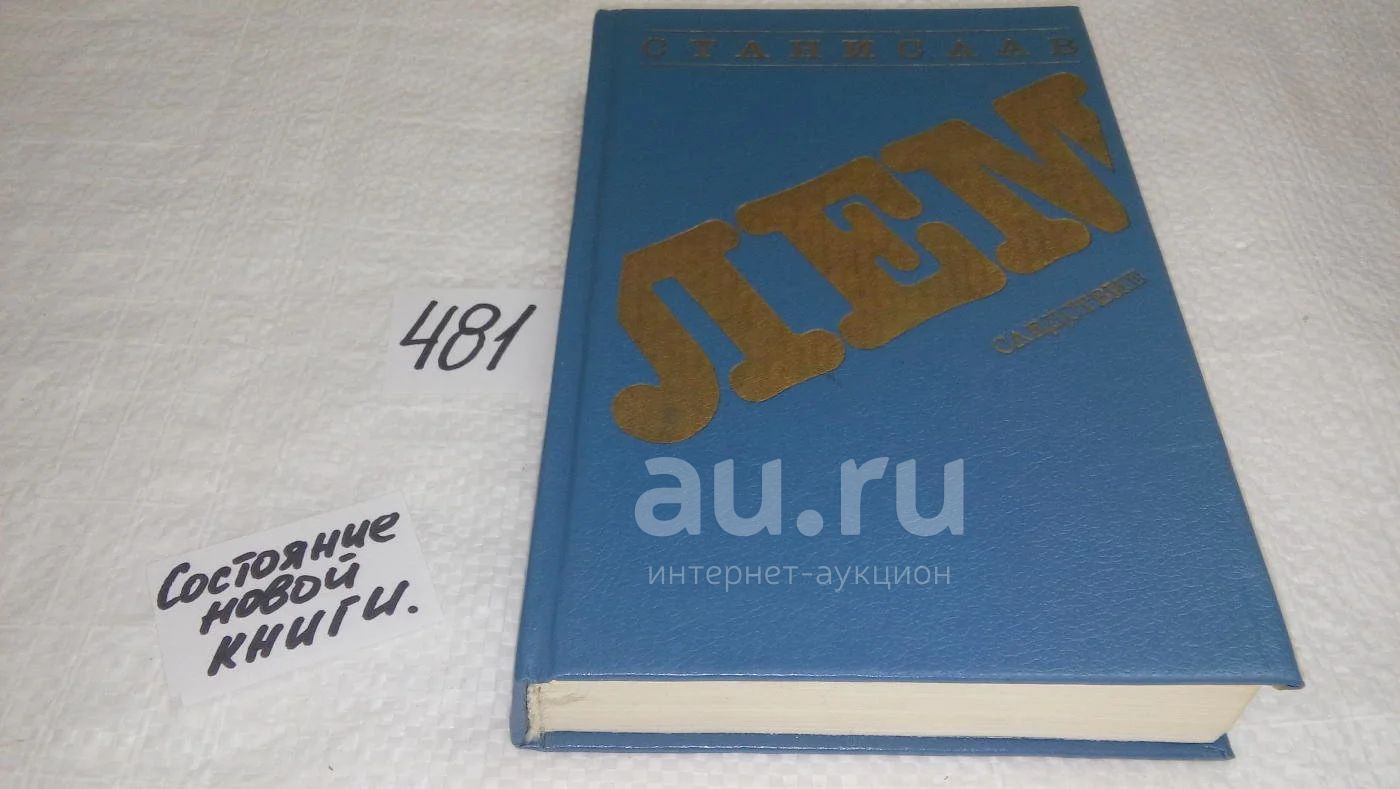 СТАНИСЛАВ
ЛЕМ
СЛЕДСТВИЕ
481
au.ru
интернет-аукцион
Состояние
новой
книги.